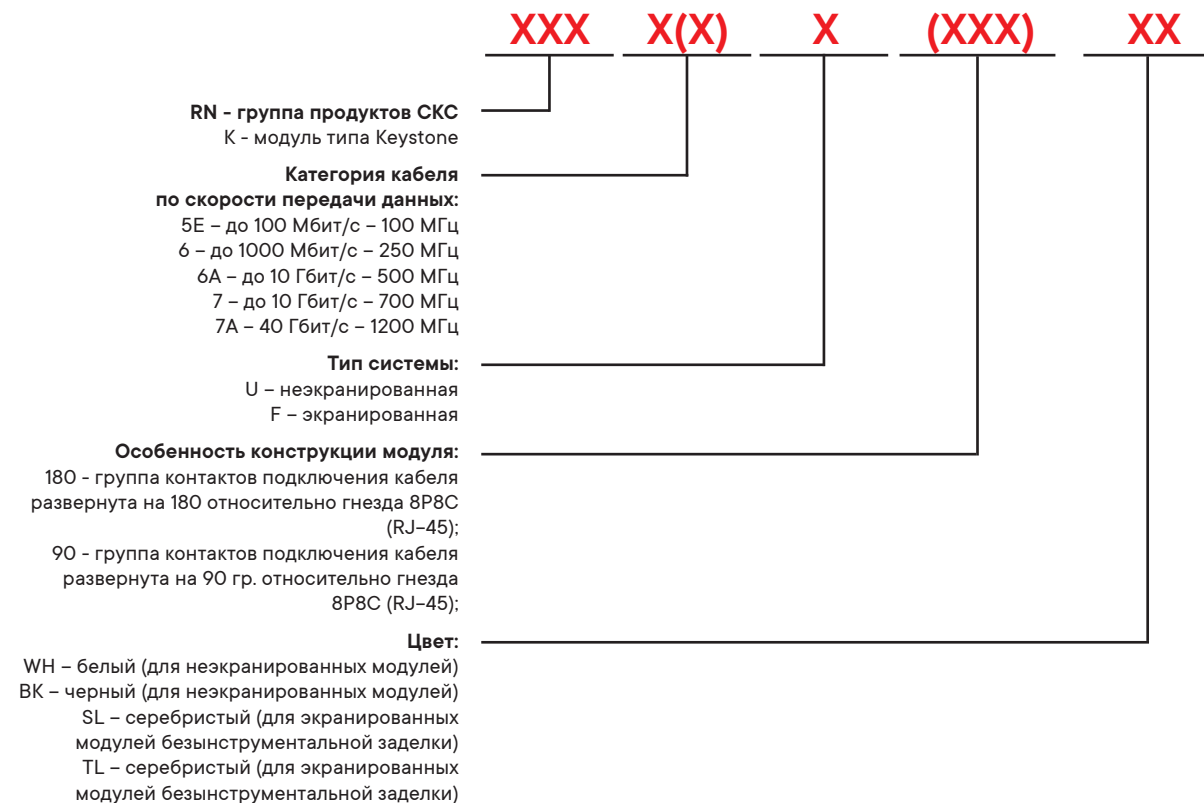 XXX X(X) X (XXX) XX
RN - группа продуктов СКС
K - модуль типа Keystone
Категория кабеля
по скорости передачи данных:
5E – до 100 Мбит/с – 100 МГц
6 – до 1000 Мбит/с – 250 МГц
6A – до 10 Гбит/с – 500 МГц
7 – до 10 Гбит/с – 700 МГц
7A – 40 Гбит/с – 1200 МГц
Тип системы:
U – неэкранированная
F – экранированная
Особенность конструкции модуля:
180 - группа контактов подключения кабеля
развернута на 180 относительно гнезда 8P8C
(RJ–45);
90 - группа контактов подключения кабеля
развернута на 90 гр. относительно гнезда
8P8C (RJ–45);
Цвет:
WH – белый (для неэкранированных модулей)
BK – черный (для неэкранированных модулей)
SL – серебристый (для экранированных
модулей безынструментальной заделки)
TL – серебристый (для экранированных
модулей безынструментальной заделки)